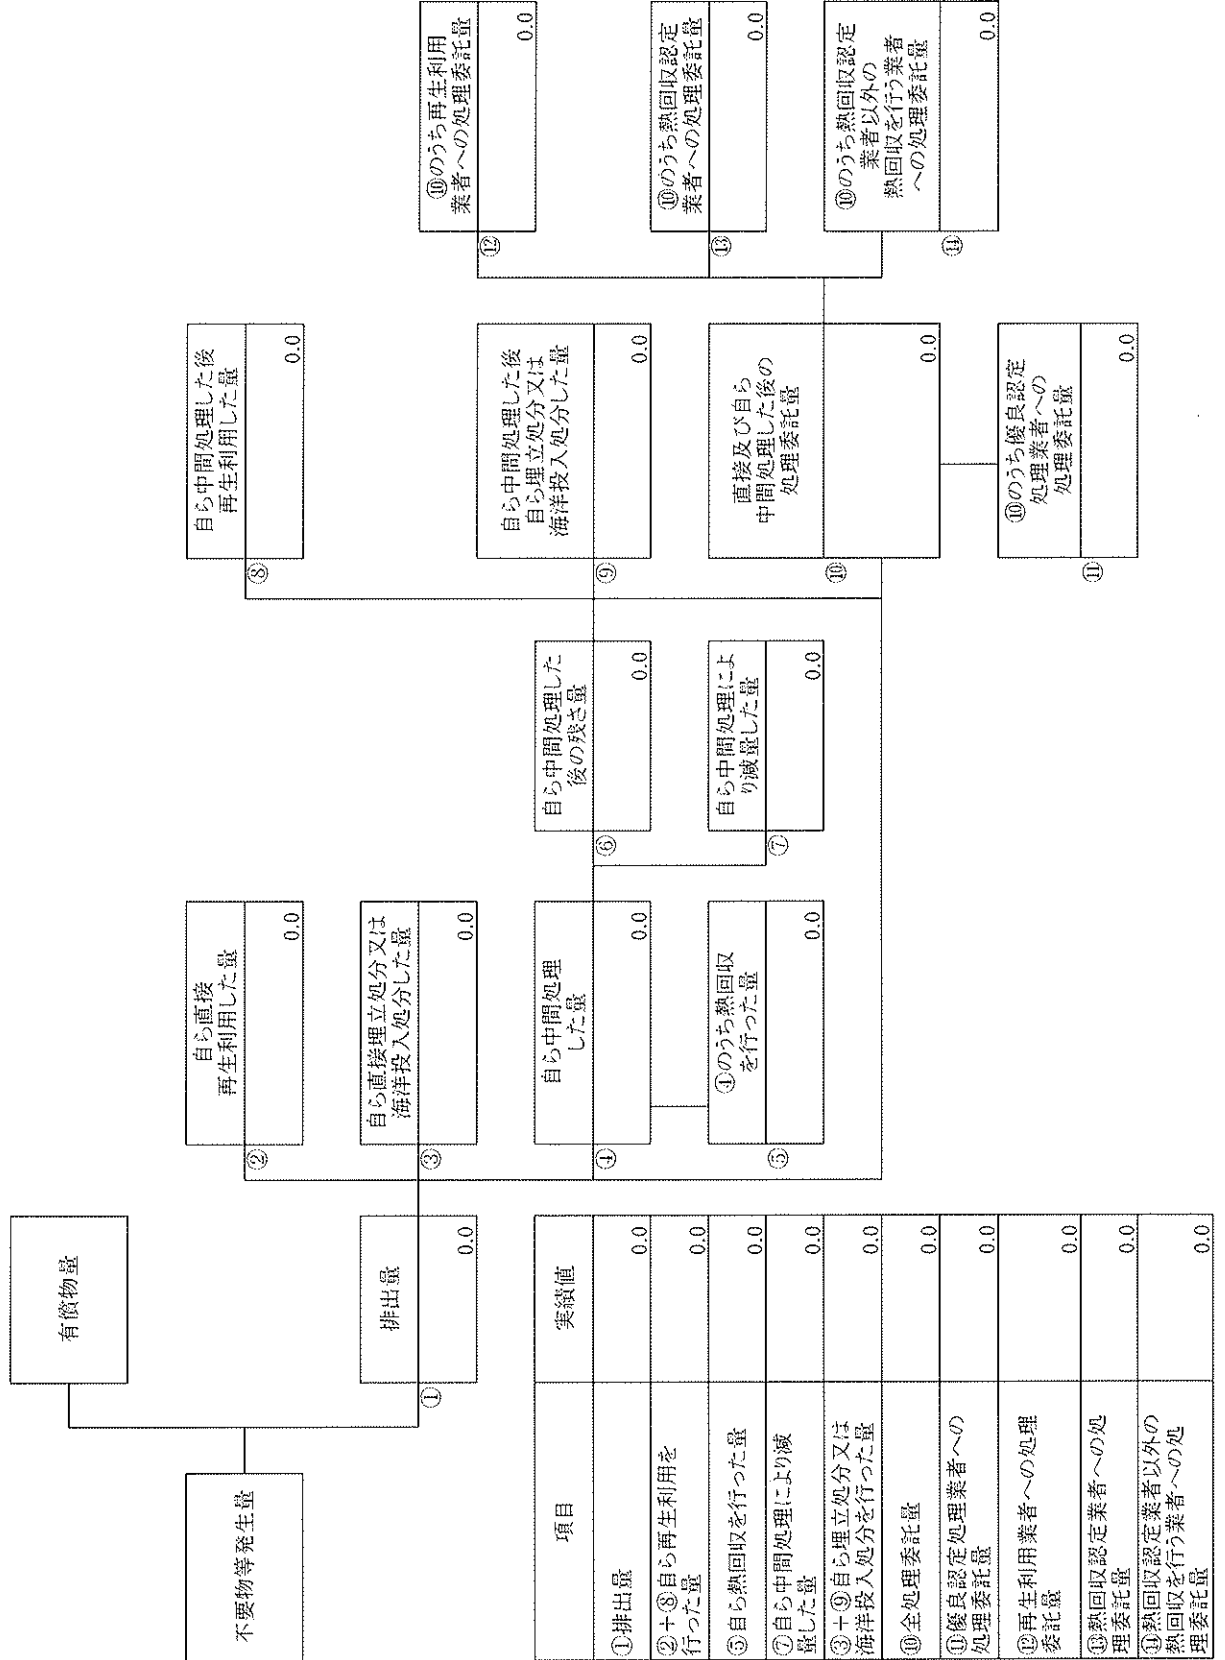 不要物等発生量
有償物量
①
排出量
0.0
②
自ら直接
再生利用した量
0.0
③
自ら直接埋立処分又は
海洋投入処分した量
0.0
④
自ら中間処理
した量
0.0
⑤
④のうち熱回収
を行った量
0.0
⑥
自ら中間処理した
後の残さ量
0.0
⑦
自ら中間処理によ
り減量した量
0.0
⑧
自ら中間処理した後
再生利用した量
0.0
⑨
自ら中間処理した後
自ら埋立処分又は
海洋投入処分した量
0.0
⑩
直接及び自ら
中間処理した後の
処理委託量
0.0
⑪
⑩のうち優良認定
処理業者への
処理委託量
0.0
⑫
⑩のうち再生利用
業者への処理委託量
0.0
⑬
⑩のうち熱回収認定
業者への処理委託量
0.0
⑭
⑩のうち熱回収認定
業者以外の
熱回収を行う業者
への処理委託量
0.0
項目 実績値
①排出量 0.0
②+⑧自ら再生利用を
行った量 0.0
⑤自ら熱回収を行った量 0.0
⑦自ら中間処理により減
量した量 0.0
③+⑨自ら埋立処分又は
海洋投入処分を行った量 0.0
⑩全処理委託量 0.0
⑪優良認定処理業者への
処理委託量 0.0
⑫再生利用業者への処理
委託量 0.0
⑬熱回収認定業者への処
理委託量 0.0
⑭熱回収認定業者以外の
熱回収を行う業者への処
理委託量 0.0